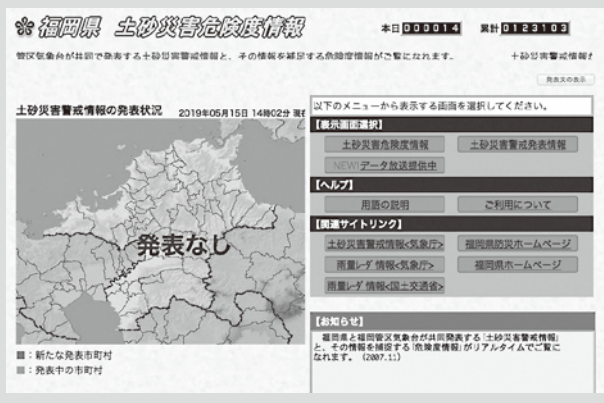 福岡県 土砂災害危険度情報
本日 000014 累計 0123103
管区気象台が共同で発表する土砂災害警戒情報と、その情報を補足する危険度情報がご覧になれます。 土砂災害警戒情報
発表文の表示
土砂災害警戒情報の発表状況 2019年05月15日 14時02分 現在
発表なし
■：新たな発表市町村
■：発表中の市町村
以下のメニューから表示する画面を選択してください。
【表示画面選択】
土砂災害危険度情報 土砂災害警戒発表情報
NEW!データ放送提供中
【ヘルプ】
用語の説明 ご利用について
【関連サイトリンク】
土砂災害警戒情報<気象庁> 福岡県防災ホームページ
雨量レーダ情報<気象庁> 福岡県ホームページ
雨量レーダ情報<国土交通省>
【お知らせ】
福岡県と福岡管区気象台が共同発表する「土砂災害警戒情報」
と、その情報を捕捉する「危険度情報」がリアルタイムでご覧に
なれます。（2007.11）